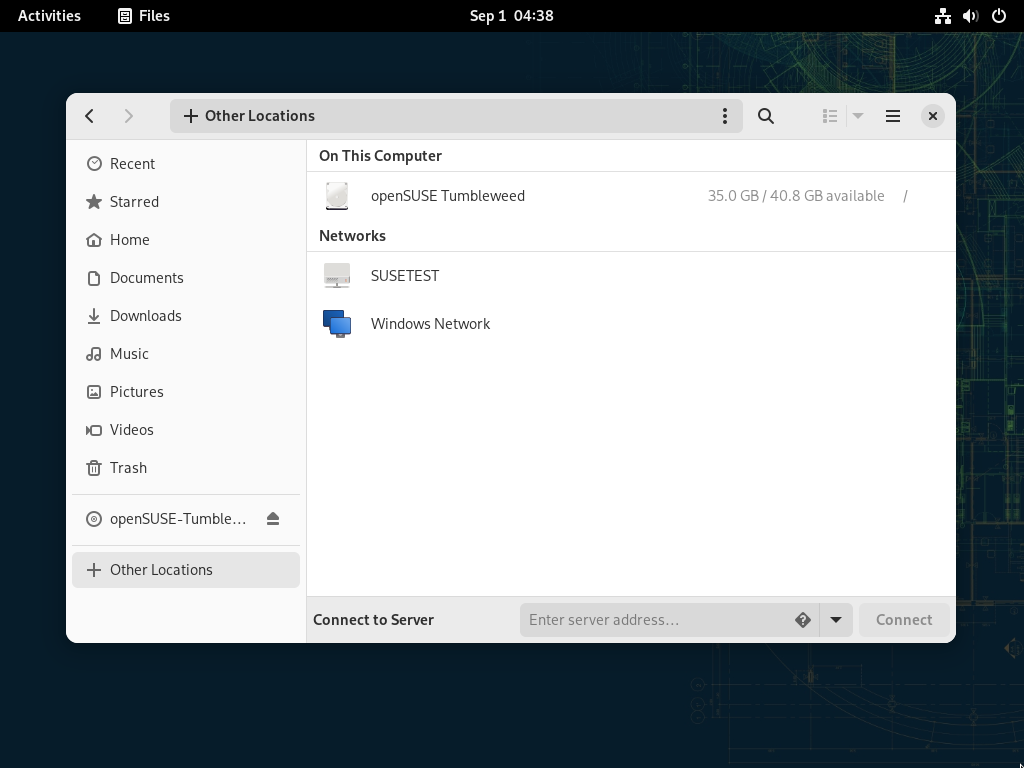 Activities
Files
Sep 1 04:38
Other Locations
On This Computer
openSUSE Tumbleweed 35.0 GB / 40.8 GB available /
Networks
SUSETEST
Windows Network
Recent
Starred
Home
Documents
Downloads
Music
Pictures
Videos
Trash
openSUSE-Tumble…
Other Locations
Connect to Server
Enter server address…
Connect